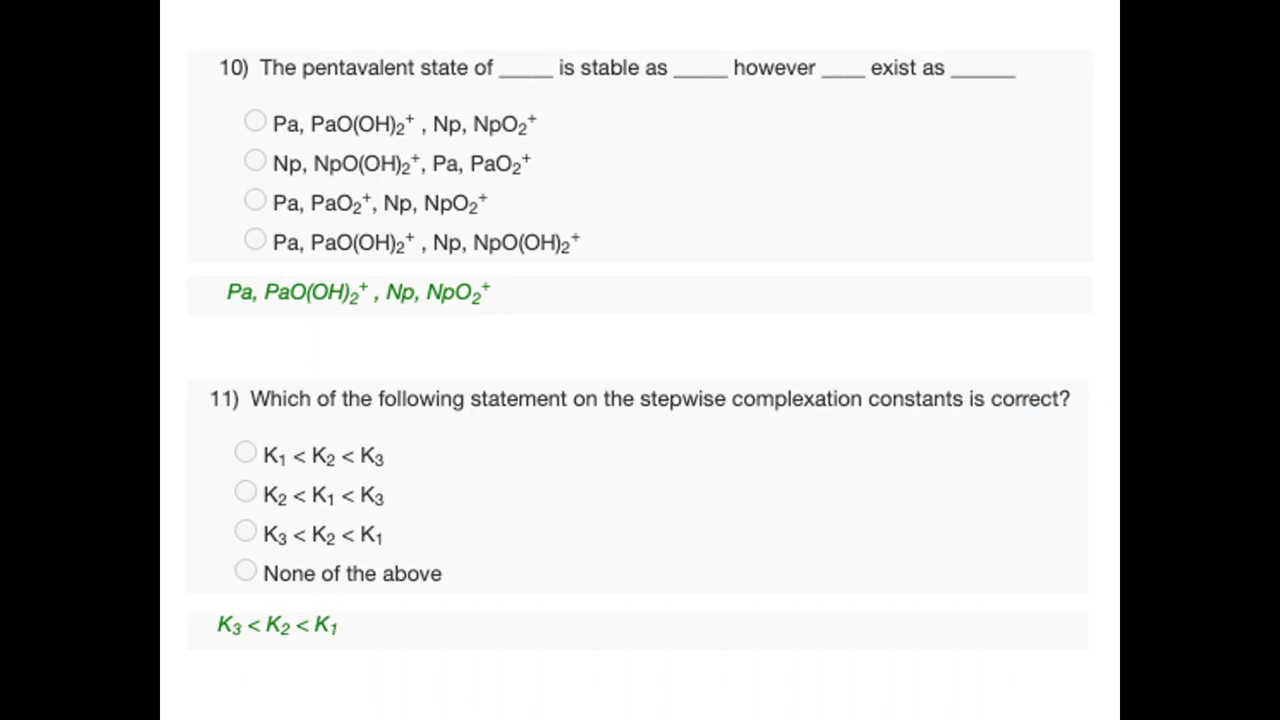 10) The pentavalent state of _____ is stable as _____ however ____ exist as ______
Pa, PaO(OH)₂⁺ , Np, NpO₂⁺
Np, NpO(OH)₂⁺, Pa, PaO₂⁺
Pa, PaO₂⁺, Np, NpO₂⁺
Pa, PaO(OH)₂⁺ , Np, NpO(OH)₂⁺
Pa, PaO(OH)₂⁺ , Np, NpO₂⁺
11) Which of the following statement on the stepwise complexation constants is correct?
K₁ < K₂ < K₃
K₂ < K₁ < K₃
K₃ < K₂ < K₁
None of the above
K₃ < K₂ < K₁